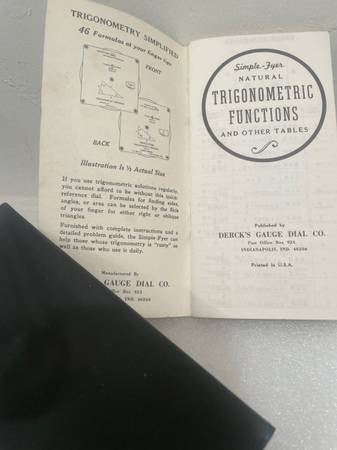 TRIGONOMETRY SIMPLIFIED
46 Formulas at your finger tips
FRONT
BACK
Illustration Is ½ Actual Size
If you use trigonometric solutions regularly,
you cannot afford to be without this quick-
reference dial. Formulas for finding sides,
angles, or area can be selected by the flick
of your finger for either right or oblique
triangles.
Furnished with complete instructions and a
detailed problem guide, the Simple-Fyer can
help those whose trigonometry is "rusty" as
well as those who use it daily.
Manufactured By
GAUGE DIAL CO.
Office Box
IND. 46206
Simple-Fyer
NATURAL
TRIGONOMETRIC
FUNCTIONS
AND OTHER TABLES
Published by
DERCK'S GAUGE DIAL CO.
Post Office Box 924
INDIANAPOLIS, IND. 46206
Printed in U.S.A.